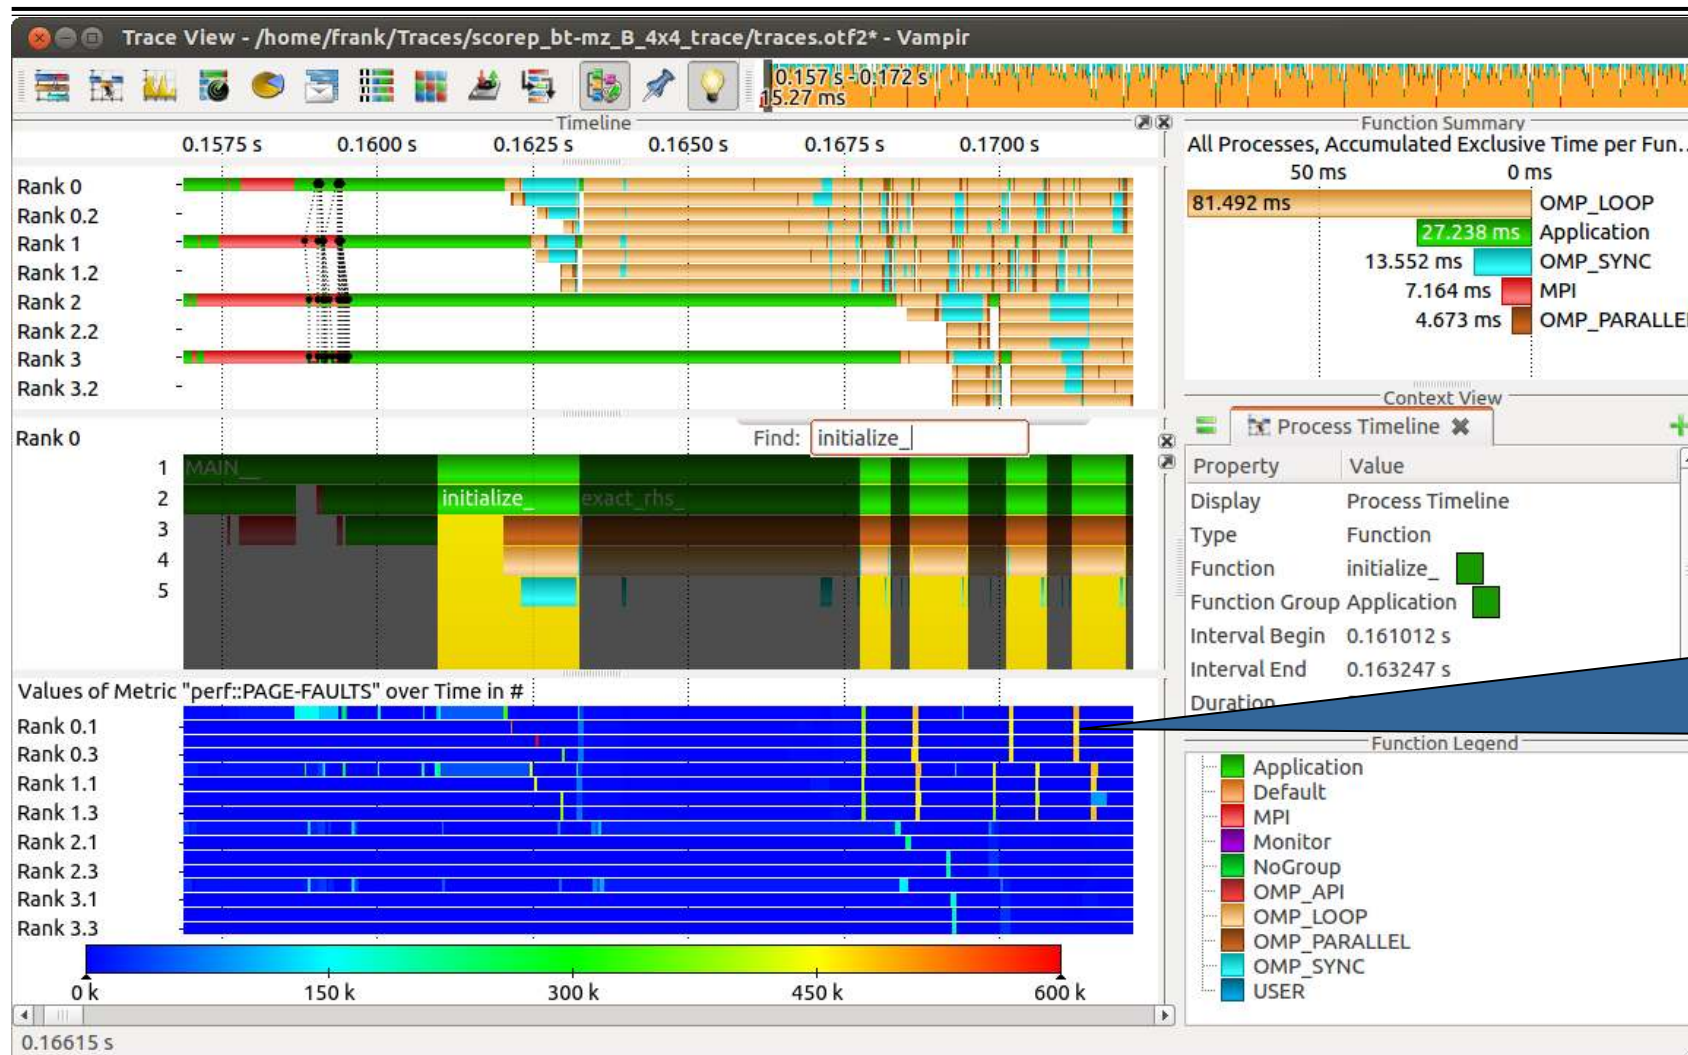 Trace View - /home/frank/Traces/scorep_bt-mz_B_4x4_trace/traces.otf2* - Vampir
0.157 s - 0.172 s
15.27 ms
Timeline
0.1575 s 0.1600 s 0.1625 s 0.1650 s 0.1675 s 0.1700 s
Rank 0
Rank 0.2
Rank 1
Rank 1.2
Rank 2
Rank 2.2
Rank 3
Rank 3.2
Rank 0
Find: initialize_
1 MAIN__
2 initialize_ exact_rhs_
3
4
5
Values of Metric "perf::PAGE-FAULTS" over Time in #
Rank 0.1
Rank 0.3
Rank 1.1
Rank 1.3
Rank 2.1
Rank 2.3
Rank 3.1
Rank 3.3
0 k 150 k 300 k 450 k 600 k
0.16615 s
Function Summary
All Processes, Accumulated Exclusive Time per Fun..
50 ms 0 ms
81.492 ms OMP_LOOP
27.238 ms Application
13.552 ms OMP_SYNC
7.164 ms MPI
4.673 ms OMP_PARALLE
Context View
Process Timeline
Property Value
Display Process Timeline
Type Function
Function initialize_
Function Group Application
Interval Begin 0.161012 s
Interval End 0.163247 s
Duration
Function Legend
Application
Default
MPI
Monitor
NoGroup
OMP_API
OMP_LOOP
OMP_PARALLEL
OMP_SYNC
USER